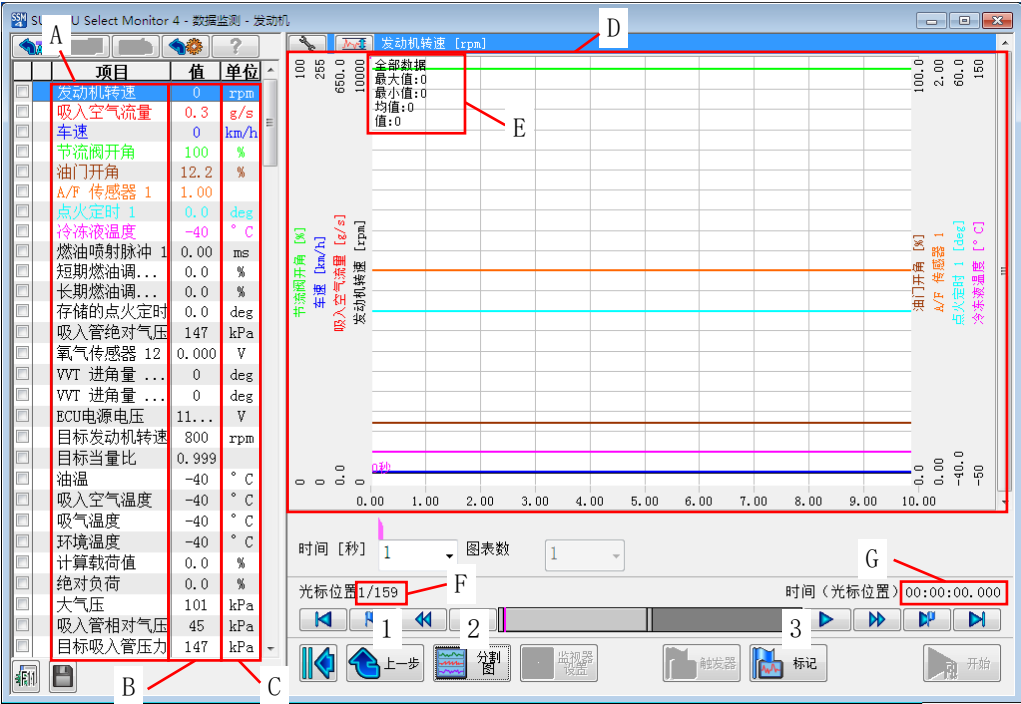 SU U Select Monitor 4 - 数据监测 - 发动机
A
D
?
发动机转速 [rpm]
项目 值 单位
发动机转速 0 rpm
吸入空气流量 0.3 g/s
车速 0 km/h
节流阀开角 100 %
油门开角 12.2 %
A/F 传感器 1 1.00
点火定时 1 0.0 deg
冷冻液温度 -40 ° C
燃油喷射脉冲 1 0.00 ms
短期燃油调... 0.0 %
长期燃油调... 0.0 %
存储的点火定时 0.0 deg
吸入管绝对气压 147 kPa
氧气传感器 12 0.000 V
VVT 进角量 ... 0 deg
VVT 进角量 ... 0 deg
ECU电源电压 11... V
目标发动机转速 800 rpm
目标当量比 0.999
油温 -40 ° C
吸入空气温度 -40 ° C
吸气温度 -40 ° C
环境温度 -40 ° C
计算载荷值 0.0 %
绝对负荷 0.0 %
大气压 101 kPa
吸入管相对气压 45 kPa
目标吸入管压力 147 kPa
B
C
100
255
650.0
10000
全部数据
最大值:0
最小值:0
均值:0
值:0
E
100.0
2.00
60.0
150
节流阀开角 [%]
车速 [km/h]
吸入空气流量 [g/s]
发动机转速 [rpm]
油门开角 [%]
A/F 传感器 1
点火定时 1 [deg]
冷冻液温度 [° C]
0
0
0.0
0
0秒
0.0
0.00
-40.0
-50
0.00 1.00 2.00 3.00 4.00 5.00 6.00 7.00 8.00 9.00 10.00
时间 [秒] 1 图表数 1
F
G
光标位置 1/159 时间（光标位置） 00:00:00.000
1
2
3
上一步
分割图
监视器设置
触发器
标记
开始